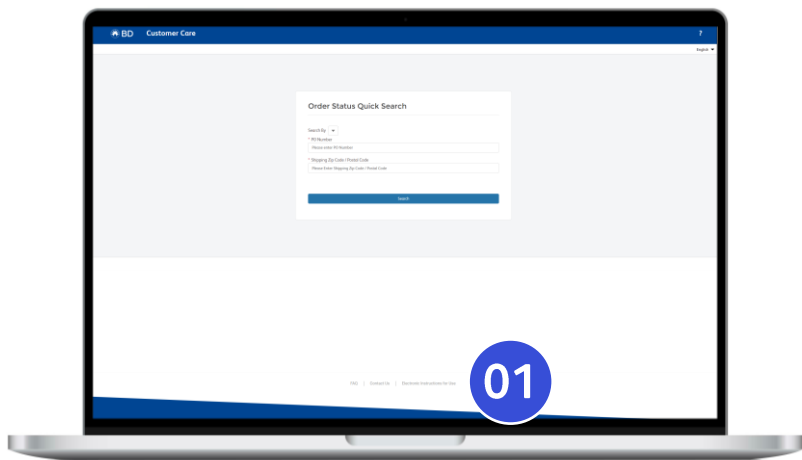 BD Customer Care ?
English
Order Status Quick Search
Search By
* PO Number
Please enter PO Number
* Shipping Zip Code / Postal Code
Please Enter Shipping Zip Code / Postal Code
Search
FAQ | Contact Us | Electronic Instructions for Use
01